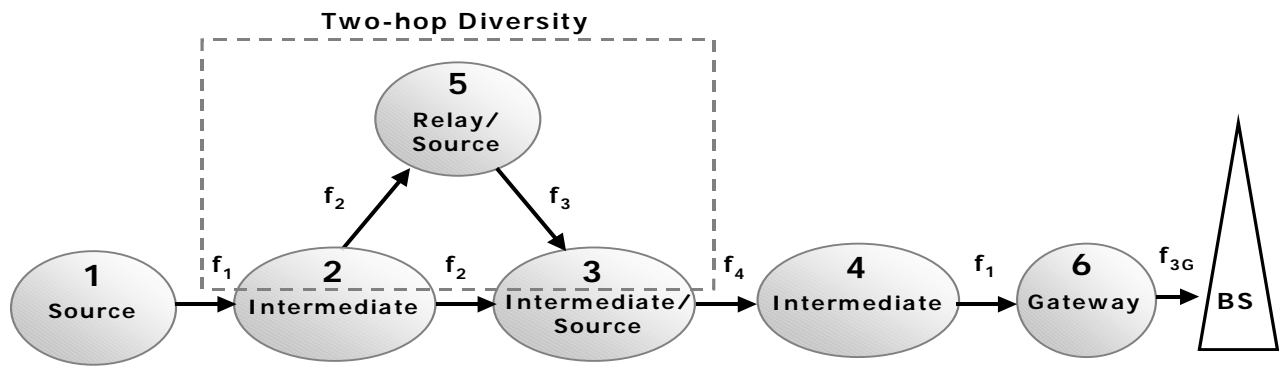 Two-hop Diversity
5
Relay/
Source
f2
f3
1
Source
f1
2
Intermediate
f2
3
Intermediate/
Source
f4
4
Intermediate
f1
6
Gateway
f3G
BS